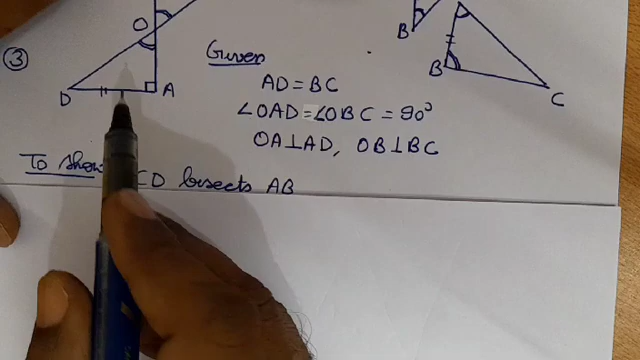 ③
O
D
A
B
B
C
Given
AD = BC
∠OAD = ∠OBC = 90°
OA ⊥ AD, OB ⊥ BC
To show CD bisects AB